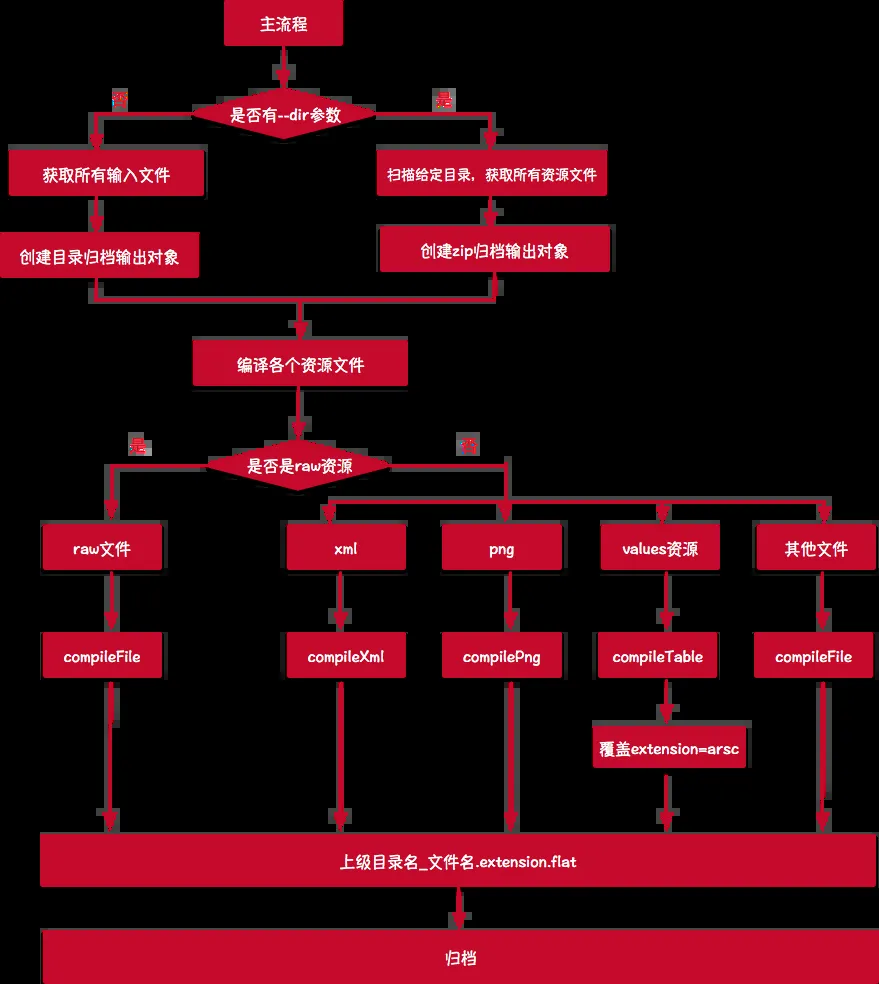 主流程
否
是
是否有--dir参数
获取所有输入文件
扫描给定目录，获取所有资源文件
创建目录归档输出对象
创建zip归档输出对象
编译各个资源文件
是
否
是否是raw资源
raw文件
xml
png
values资源
其他文件
compileFile
compileXml
compilePng
compileTable
compileFile
覆盖extension=arsc
上级目录名_文件名.extension.flat
归档